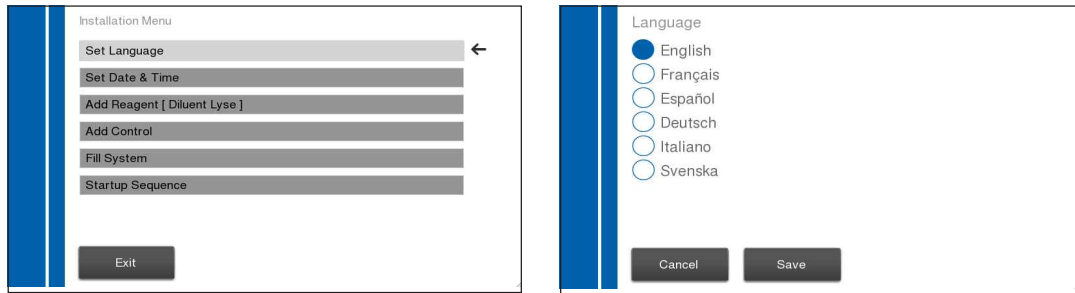 Installation Menu
Set Language
Set Date & Time
Add Reagent [ Diluent Lyse ]
Add Control
Fill System
Startup Sequence
Exit
Language
English
Français
Español
Deutsch
Italiano
Svenska
Cancel
Save